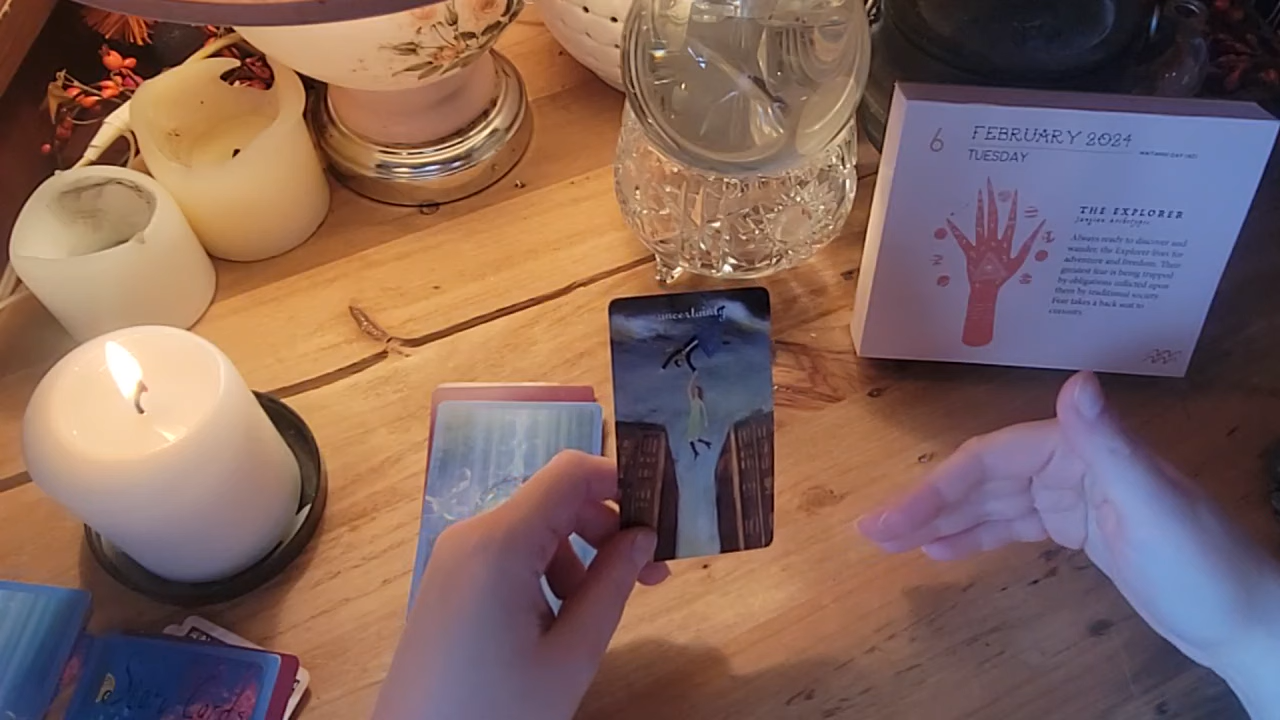 uncertainty
6
FEBRUARY 2024
TUESDAY
THE EXPLORER
jungian archetypes
Always ready to discover and
wander, the Explorer lives for
adventure and freedom. Their
greatest fear is being trapped
by obligations inflicted upon
them by traditional society.
Fear takes a back seat to
curiosity.